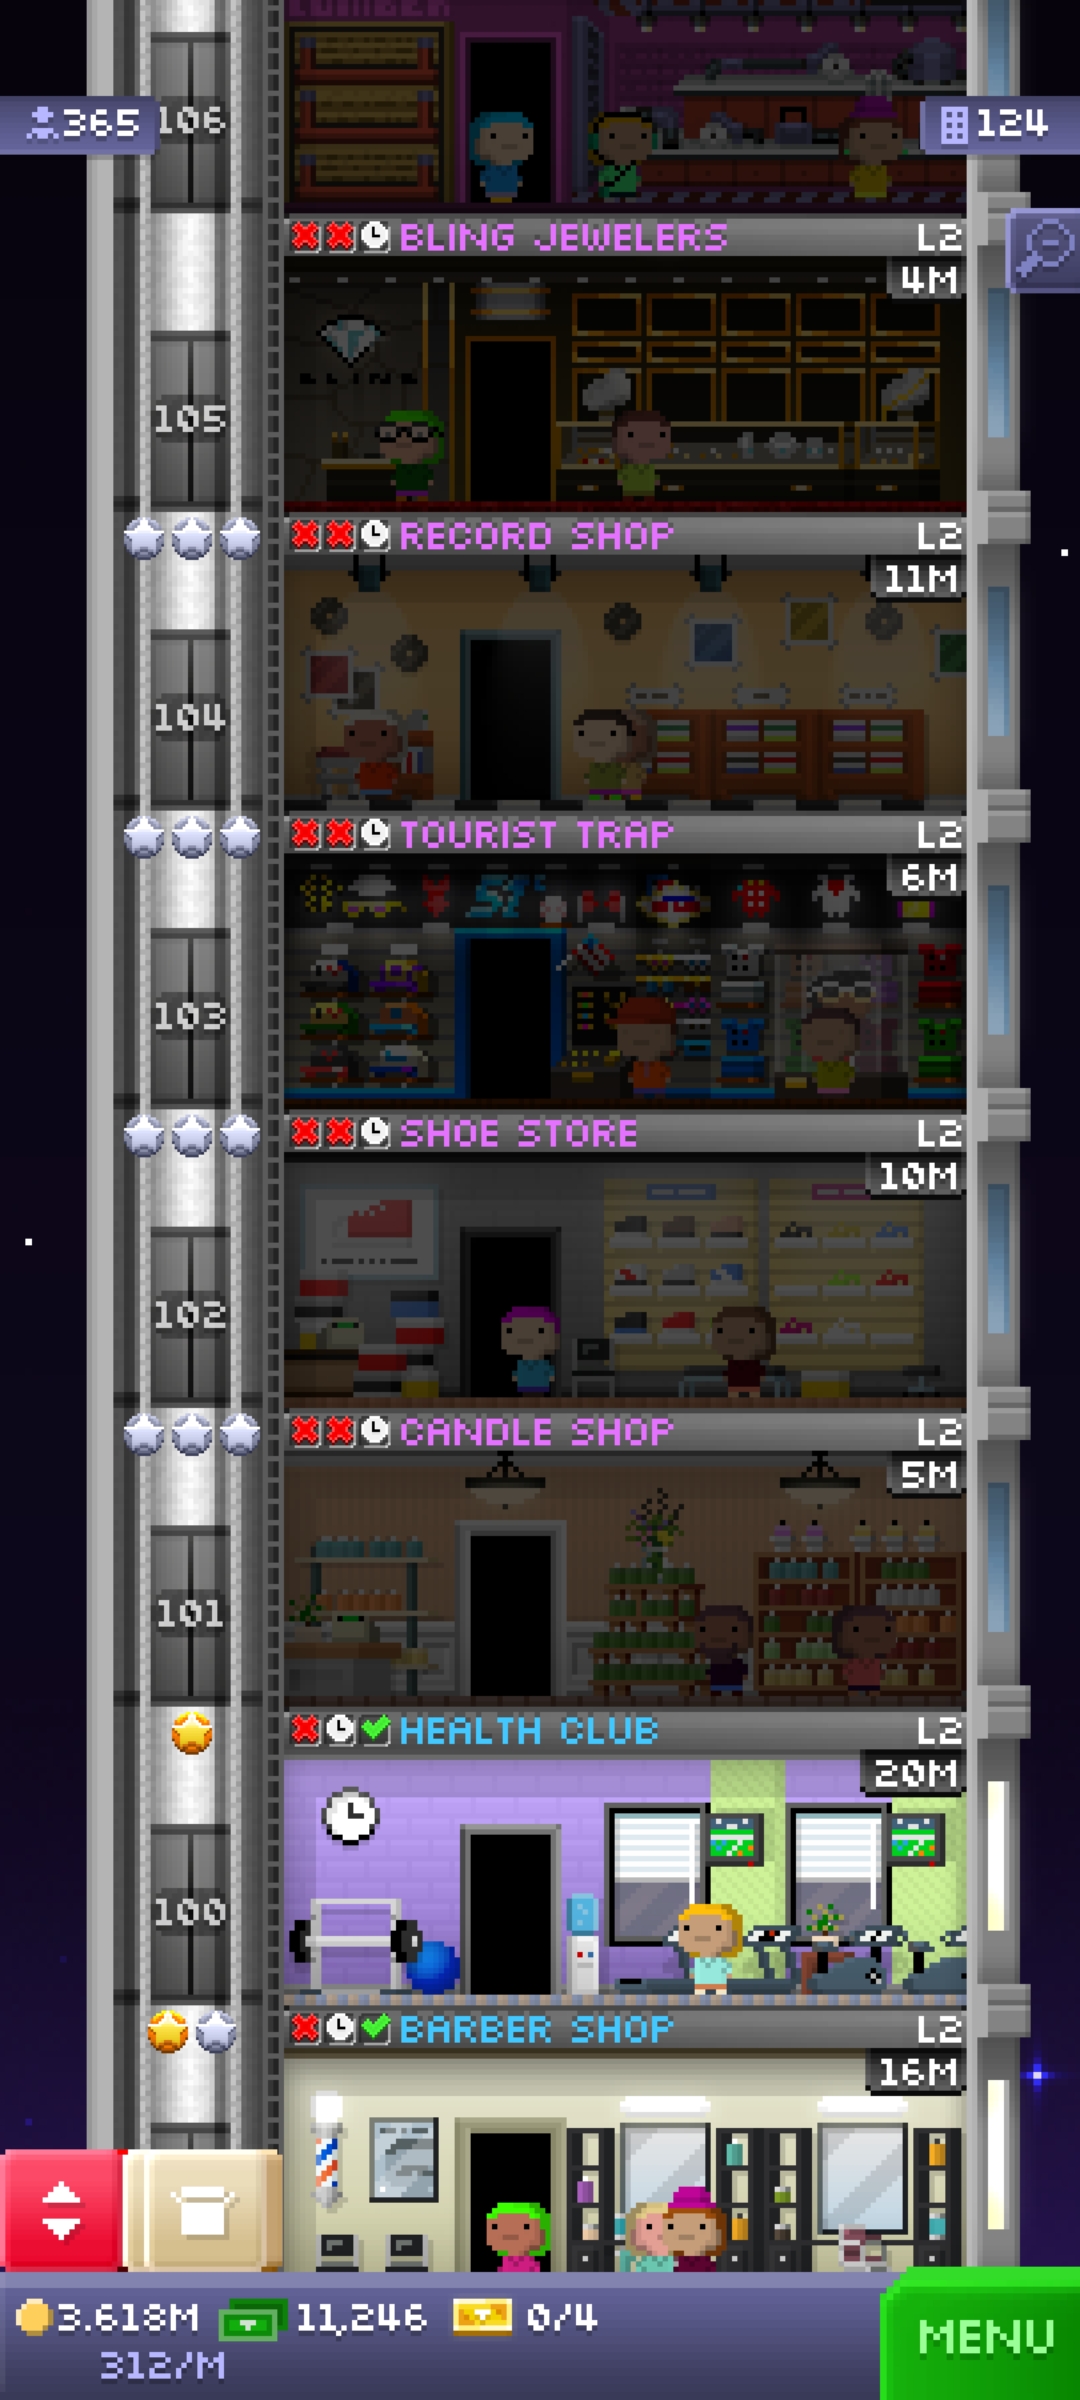 LUMBER
365
106
124
BLING JEWELERS
L2
4M
BLING
105
RECORD SHOP
L2
11M
104
TOURIST TRAP
L2
6M
103
SHOE STORE
L2
10M
102
CANDLE SHOP
L2
5M
101
HEALTH CLUB
L2
20M
100
BARBER SHOP
L2
16M
3.618M
11,246
0/4
312/M
MENU